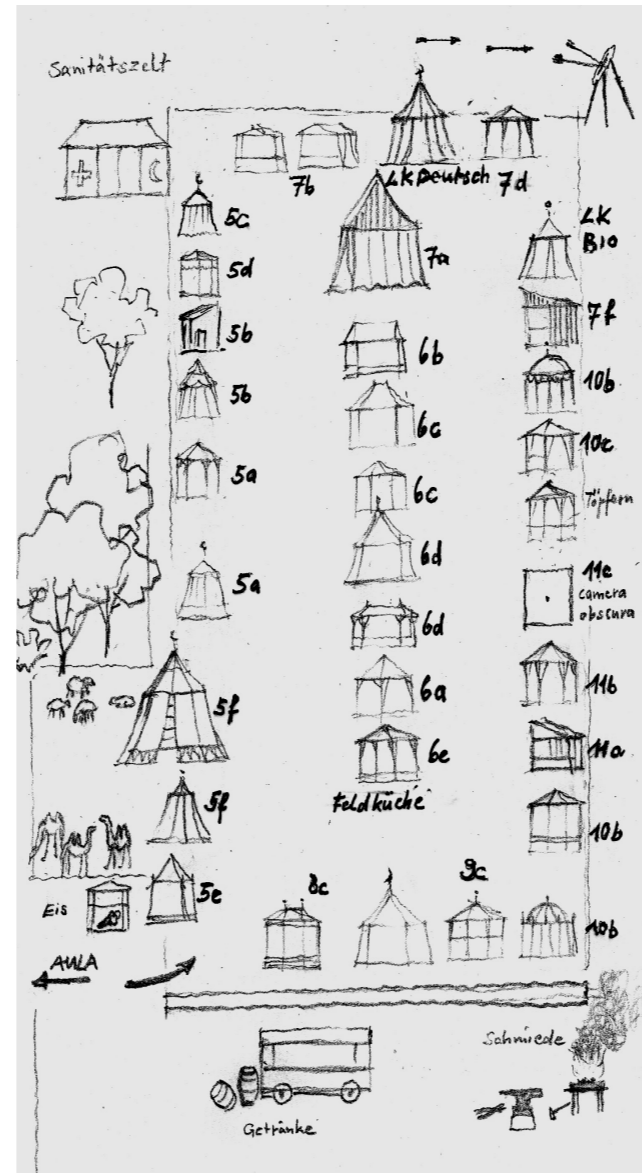 Sanitätszelt
7b
LK Deutsch
7d
5c
7a
LK
Bio
5d
7f
5b
6b
10b
5b
6c
10c
5a
6c
Töpfern
5a
6d
11c
camera
obscura
6d
5f
6a
11b
6e
11a
5f
Feldküche
10b
5e
8c
9c
10b
Eis
AULA
Schmiede
Getränke